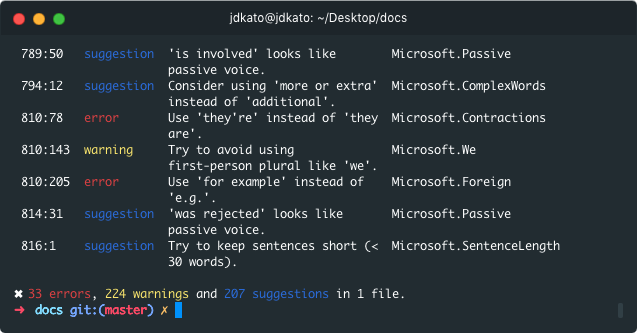 jdkato@jdkato: ~/Desktop/docs
789:50 suggestion 'is involved' looks like Microsoft.Passive
passive voice.
794:12 suggestion Consider using 'more or extra' Microsoft.ComplexWords
instead of 'additional'.
810:78 error Use 'they're' instead of 'they Microsoft.Contractions
are'.
810:143 warning Try to avoid using Microsoft.We
first-person plural like 'we'.
810:205 error Use 'for example' instead of Microsoft.Foreign
'e.g.'.
814:31 suggestion 'was rejected' looks like Microsoft.Passive
passive voice.
816:1 suggestion Try to keep sentences short (< Microsoft.SentenceLength
30 words).
✖ 33 errors, 224 warnings and 207 suggestions in 1 file.
➜ docs git:(master) ✗